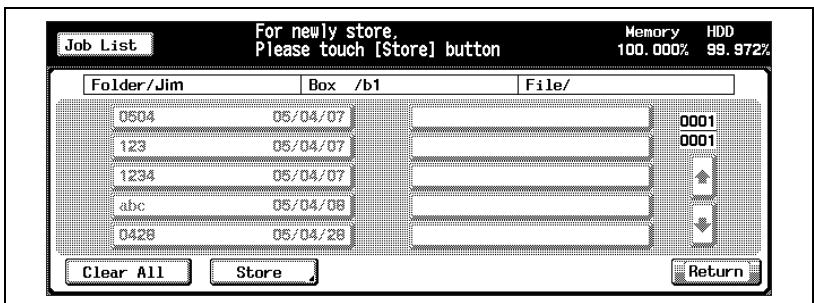 Job List
For newly store,
Please touch [Store] button
Memory HDD
100.000% 99.972%
Folder/Jim Box /b1 File/
0504 05/04/07
123 05/04/07
1234 05/04/07
abc 05/04/08
0428 05/04/28
0001
0001
Clear All Store Return